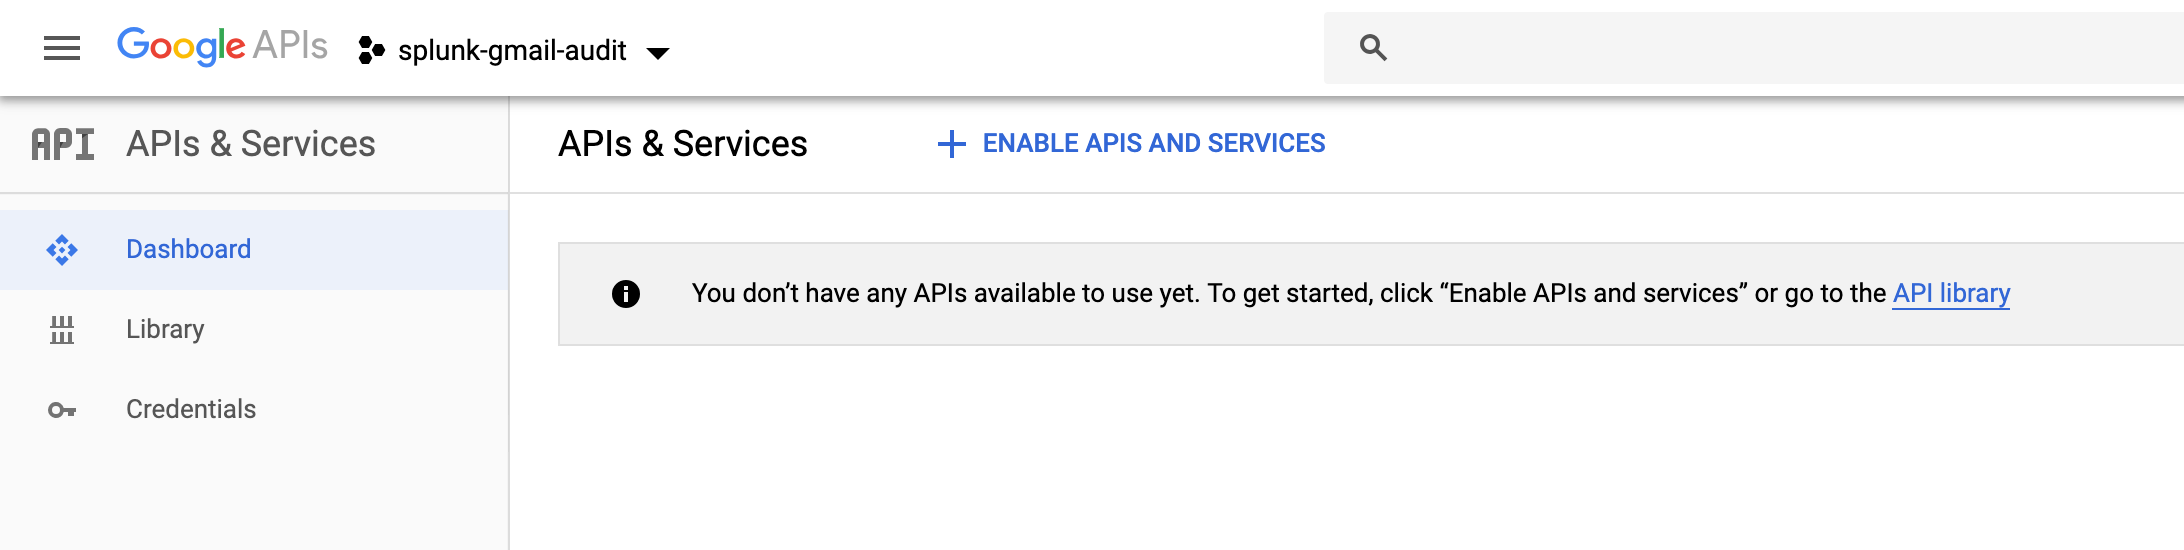 Google APIs splunk-gmail-audit
API APIs & Services
APIs & Services ENABLE APIS AND SERVICES
Dashboard
Library
Credentials
You don’t have any APIs available to use yet. To get started, click “Enable APIs and services” or go to the API library